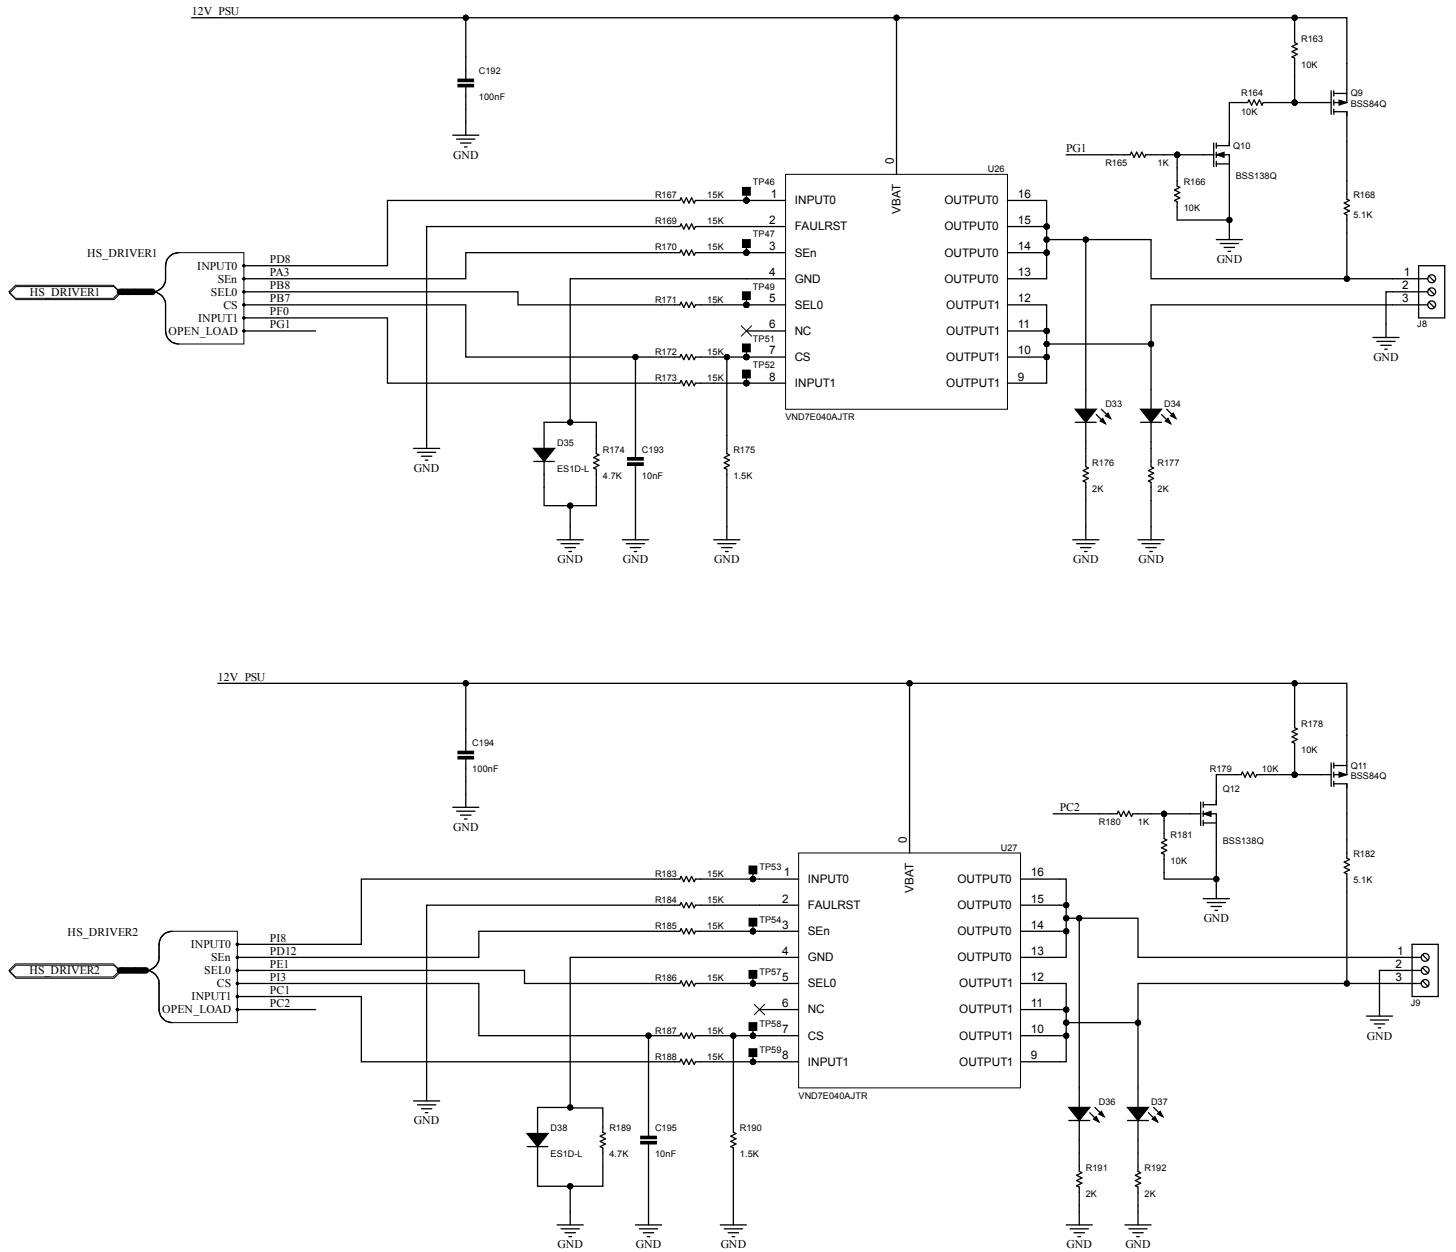 12V_PSU
C192
100nF
GND
R163
10K
Q9
BSS84Q
R164
10K
Q10
BSS138Q
PG1
R165
1K
R166
10K
GND
R168
5.1K
0
VBAT
U26
HS_DRIVER1
HS_DRIVER1
INPUT0
SEn
SEL0
CS
INPUT1
OPEN_LOAD
PD8
PA3
PB8
PB7
PF0
PG1
R167 15K TP46 1 INPUT0 OUTPUT0 16
R169 15K 2 FAULRST OUTPUT0 15
R170 15K TP47 3 SEn OUTPUT0 14
4 GND OUTPUT0 13
R171 15K TP49 5 SEL0 OUTPUT1 12
6 NC OUTPUT1 11
R172 15K TP51 7 CS OUTPUT1 10
R173 15K TP52 8 INPUT1 OUTPUT1 9
VND7E040AJTR
1
2
3
J8
GND
D33
D34
R176
2K
R177
2K
GND
GND
GND
D35
ES1D-L
R174
4.7K
C193
10nF
R175
1.5K
GND
GND
GND
12V_PSU
C194
100nF
GND
R178
10K
Q11
BSS84Q
R179 10K
Q12
BSS138Q
PC2
R180
1K
R181
10K
GND
R182
5.1K
0
VBAT
U27
HS_DRIVER2
HS_DRIVER2
INPUT0
SEn
SEL0
CS
INPUT1
OPEN_LOAD
PI8
PD12
PE1
PI3
PC1
PC2
R183 15K TP53 1 INPUT0 OUTPUT0 16
R184 15K 2 FAULRST OUTPUT0 15
R185 15K TP54 3 SEn OUTPUT0 14
4 GND OUTPUT0 13
R186 15K TP57 5 SEL0 OUTPUT1 12
6 NC OUTPUT1 11
R187 15K TP58 7 CS OUTPUT1 10
R188 15K TP59 8 INPUT1 OUTPUT1 9
VND7E040AJTR
1
2
3
J9
GND
D36
D37
R191
2K
R192
2K
GND
GND
GND
D38
ES1D-L
R189
4.7K
C195
10nF
R190
1.5K
GND
GND
GND